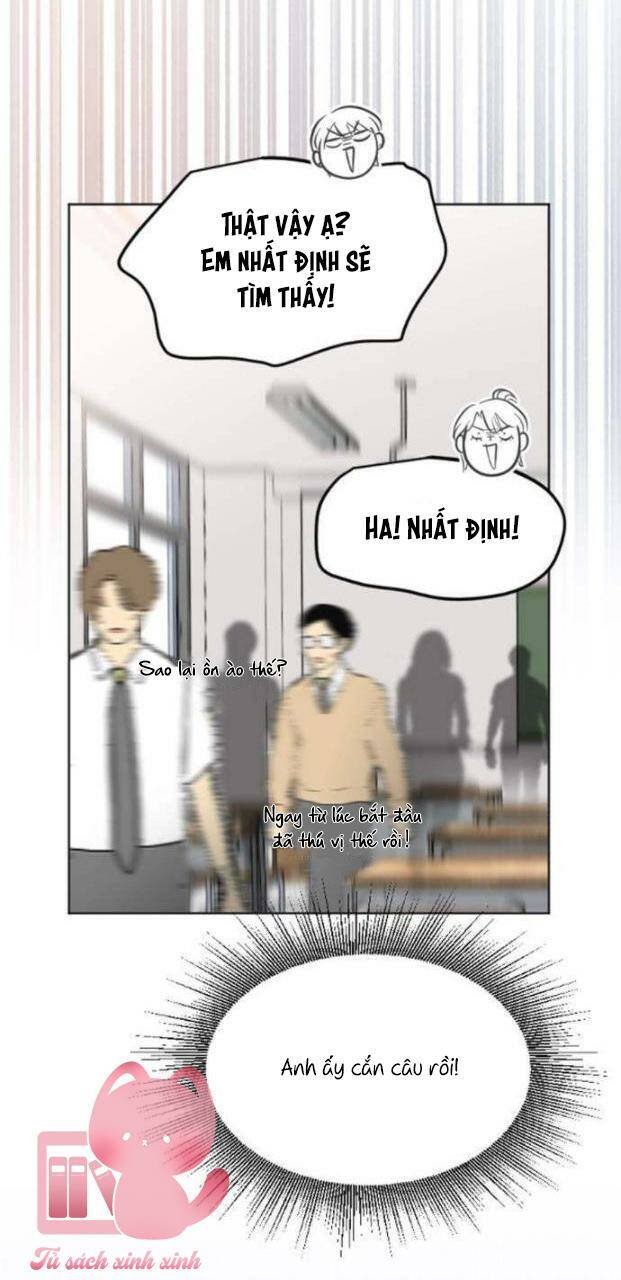 THẬT VẬY Ạ?
EM NHẤT ĐỊNH SẼ
TÌM THẤY!
HA! NHẤT ĐỊNH!
Sao lại ồn ào thế?
Ngay từ lúc bắt đầu
đã thú vị thế rồi!
Anh ấy cắn câu rồi!
Tủ sách xinh xinh